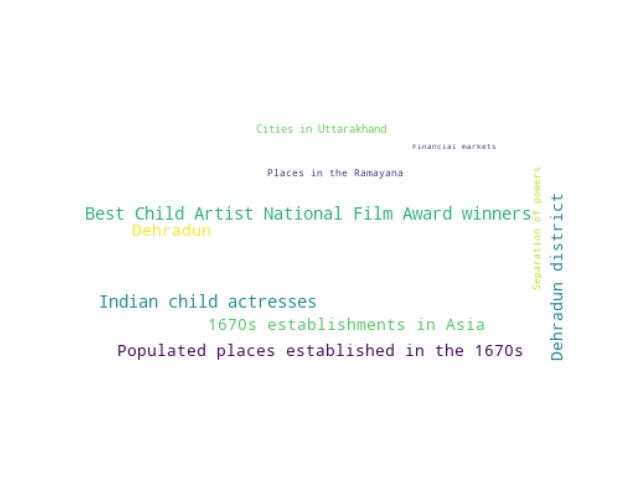 Cities in Uttarakhand
Financial markets
Places in the Ramayana
Best Child Artist National Film Award winners
Dehradun
Separation of powers
Dehradun district
Indian child actresses
1670s establishments in Asia
Populated places established in the 1670s